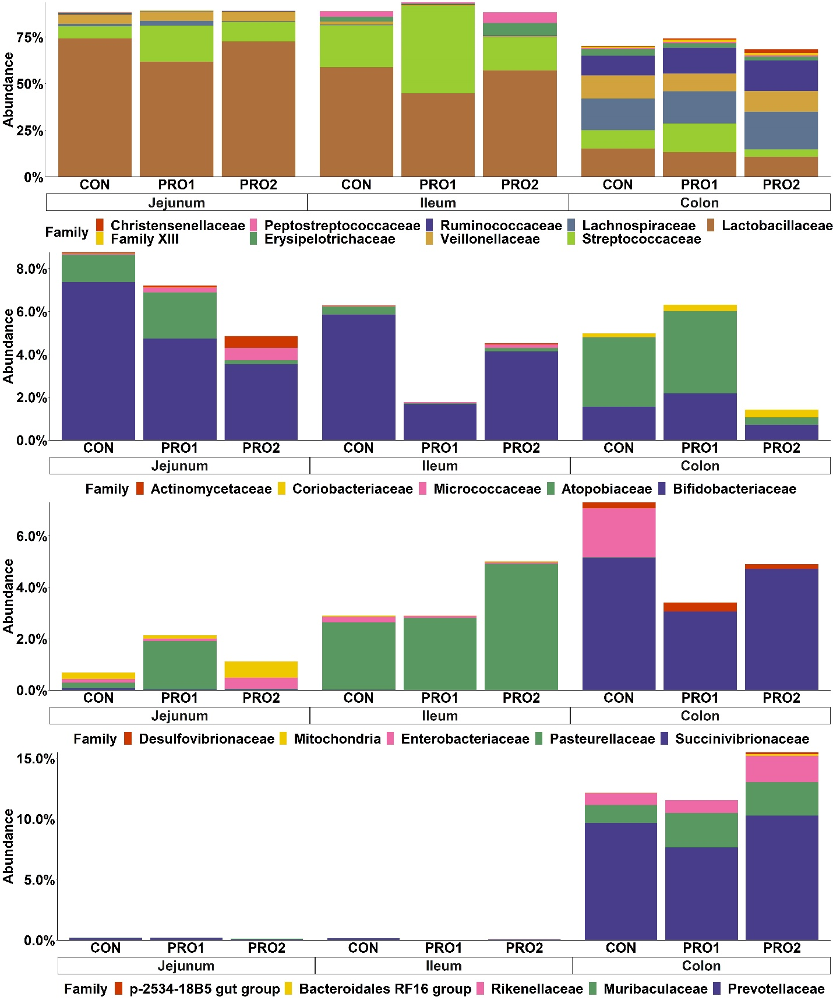 Abundance
75%
50%
25%
0%
CON PRO1 PRO2 CON PRO1 PRO2 CON PRO1 PRO2
Jejunum Ileum Colon
Family Christensenellaceae Peptostreptococcaceae Ruminococcaceae Lachnospiraceae Lactobacillaceae
Family XIII Erysipelotrichaceae Veillonellaceae Streptococcaceae
Abundance
8.0%
6.0%
4.0%
2.0%
0.0%
CON PRO1 PRO2 CON PRO1 PRO2 CON PRO1 PRO2
Jejunum Ileum Colon
Family Actinomycetaceae Coriobacteriaceae Micrococcaceae Atopobiaceae Bifidobacteriaceae
Abundance
6.0%
4.0%
2.0%
0.0%
CON PRO1 PRO2 CON PRO1 PRO2 CON PRO1 PRO2
Jejunum Ileum Colon
Family Desulfovibrionaceae Mitochondria Enterobacteriaceae Pasteurellaceae Succinivibrionaceae
Abundance
15.0%
10.0%
5.0%
0.0%
CON PRO1 PRO2 CON PRO1 PRO2 CON PRO1 PRO2
Jejunum Ileum Colon
Family p-2534-18B5 gut group Bacteroidales RF16 group Rikenellaceae Muribaculaceae Prevotellaceae